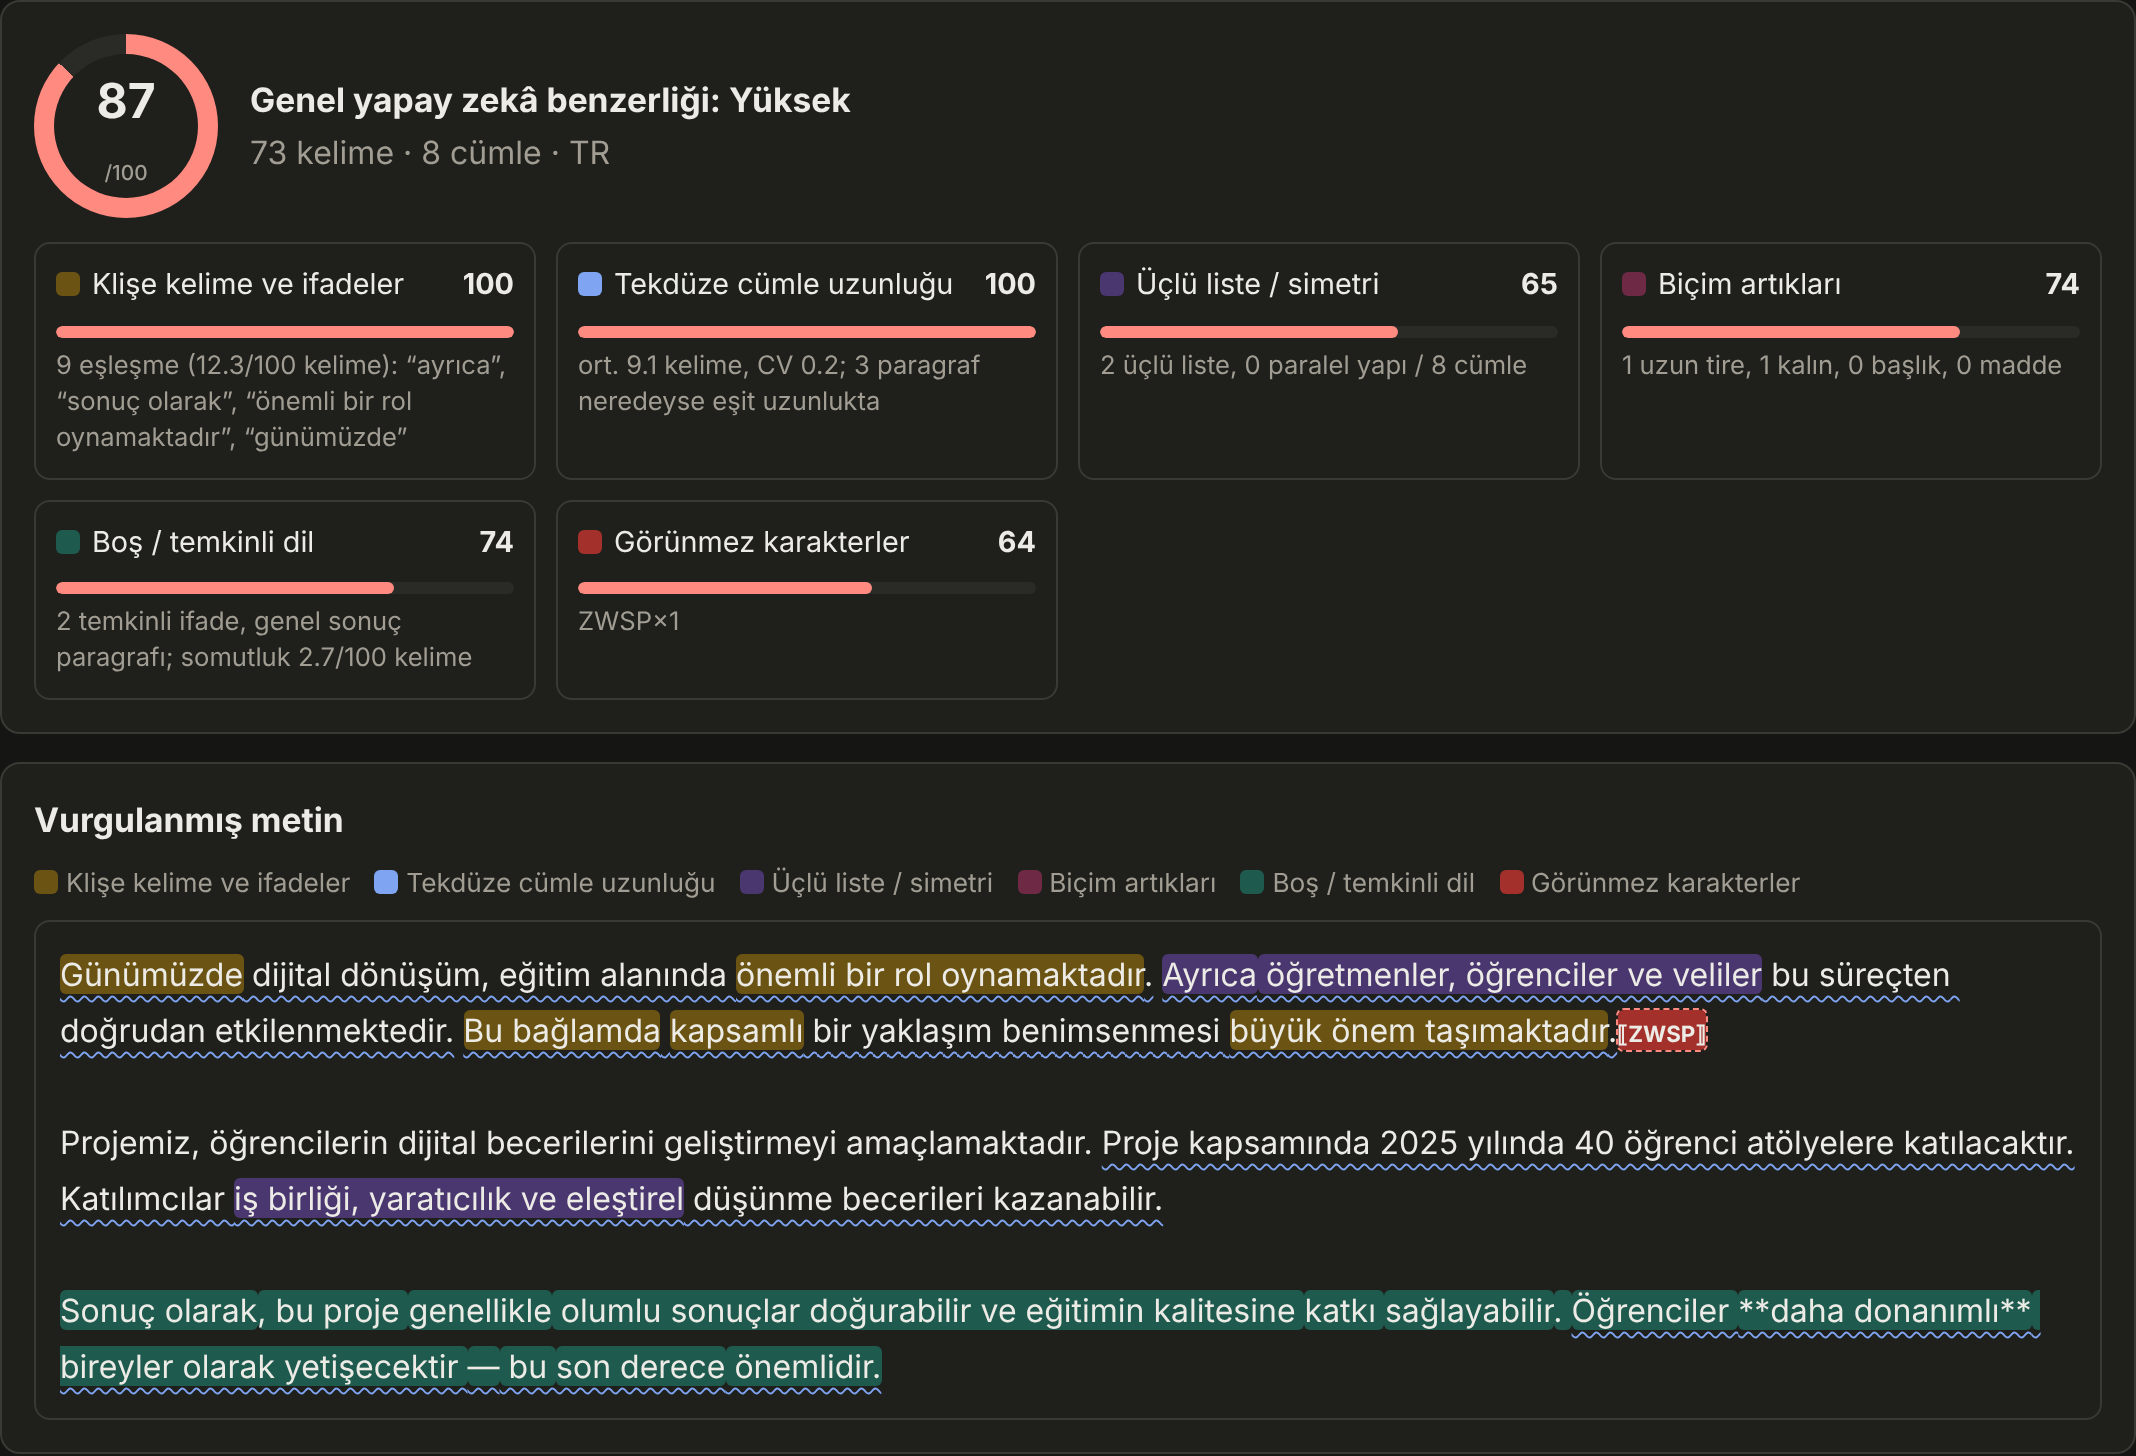 87
/100
Genel yapay zekâ benzerliği: Yüksek
73 kelime · 8 cümle · TR
Klişe kelime ve ifadeler 100
9 eşleşme (12.3/100 kelime): “ayrıca”,
“sonuç olarak”, “önemli bir rol
oynamaktadır”, “günümüzde”
Tekdüze cümle uzunluğu 100
ort. 9.1 kelime, CV 0.2; 3 paragraf
neredeyse eşit uzunlukta
Üçlü liste / simetri 65
2 üçlü liste, 0 paralel yapı / 8 cümle
Biçim artıkları 74
1 uzun tire, 1 kalın, 0 başlık, 0 madde
Boş / temkinli dil 74
2 temkinli ifade, genel sonuç
paragrafı; somutluk 2.7/100 kelime
Görünmez karakterler 64
ZWSP×1
Vurgulanmış metin
Klişe kelime ve ifadeler Tekdüze cümle uzunluğu Üçlü liste / simetri Biçim artıkları Boş / temkinli dil Görünmez karakterler
Günümüzde dijital dönüşüm, eğitim alanında önemli bir rol oynamaktadır. Ayrıca öğretmenler, öğrenciler ve veliler bu süreçten
doğrudan etkilenmektedir. Bu bağlamda kapsamlı bir yaklaşım benimsenmesi büyük önem taşımaktadır.⟦ZWSP⟧
Projemiz, öğrencilerin dijital becerilerini geliştirmeyi amaçlamaktadır. Proje kapsamında 2025 yılında 40 öğrenci atölyelere katılacaktır.
Katılımcılar iş birliği, yaratıcılık ve eleştirel düşünme becerileri kazanabilir.
Sonuç olarak, bu proje genellikle olumlu sonuçlar doğurabilir ve eğitimin kalitesine katkı sağlayabilir. Öğrenciler **daha donanımlı**
bireyler olarak yetişecektir — bu son derece önemlidir.